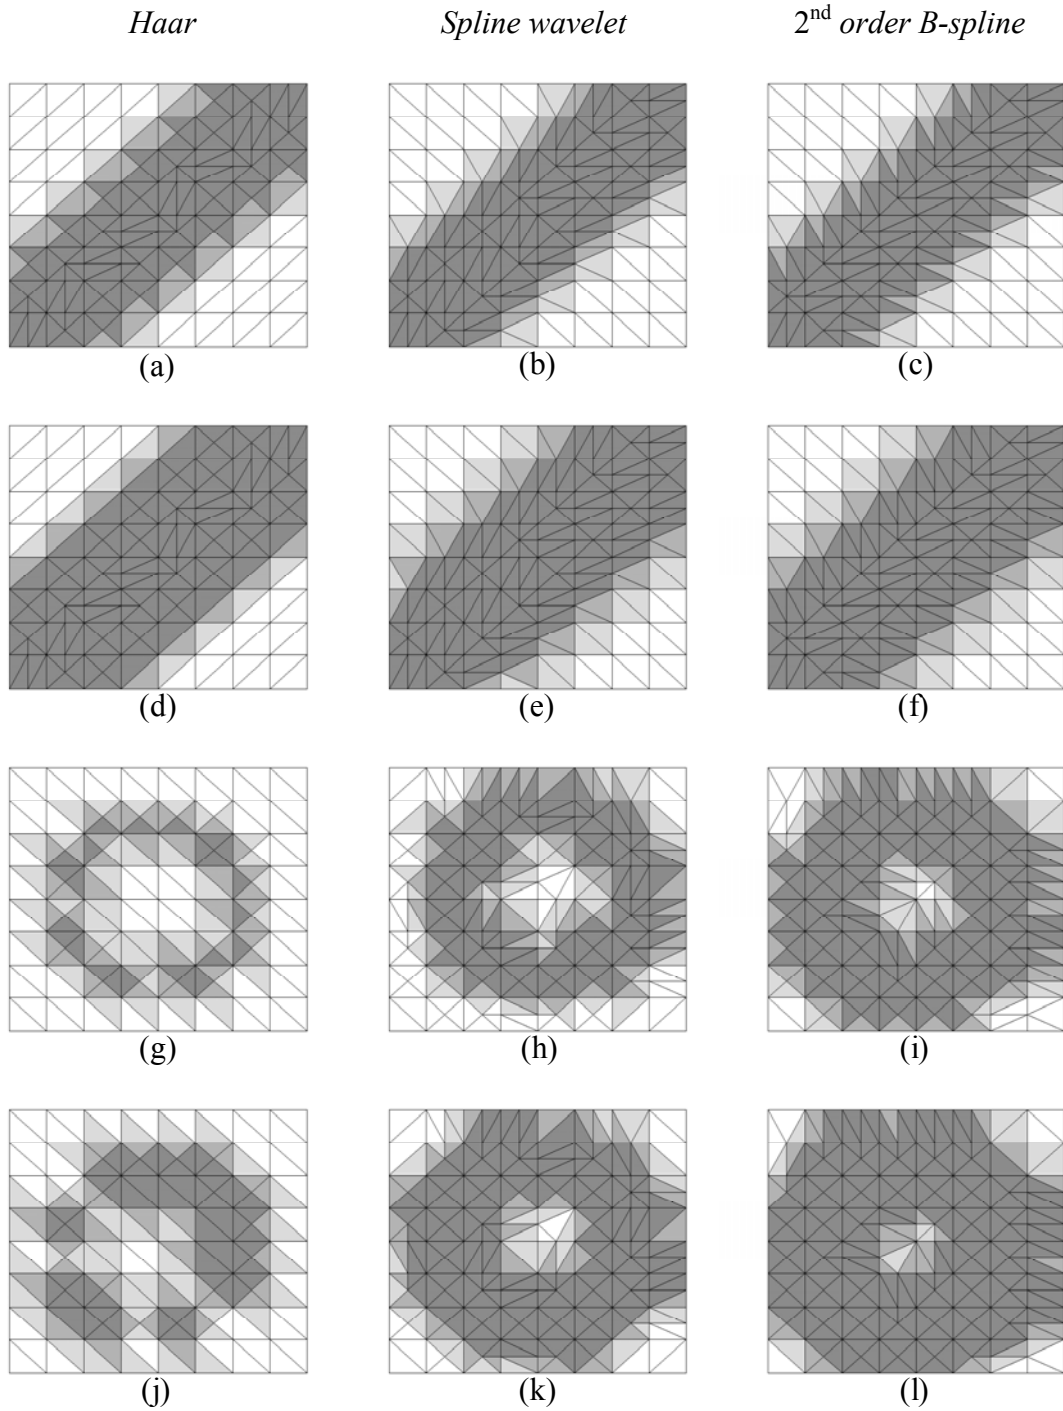 Haar Spline wavelet 2nd order B-spline
(a) (b) (c)
(d) (e) (f)
(g) (h) (i)
(j) (k) (l)